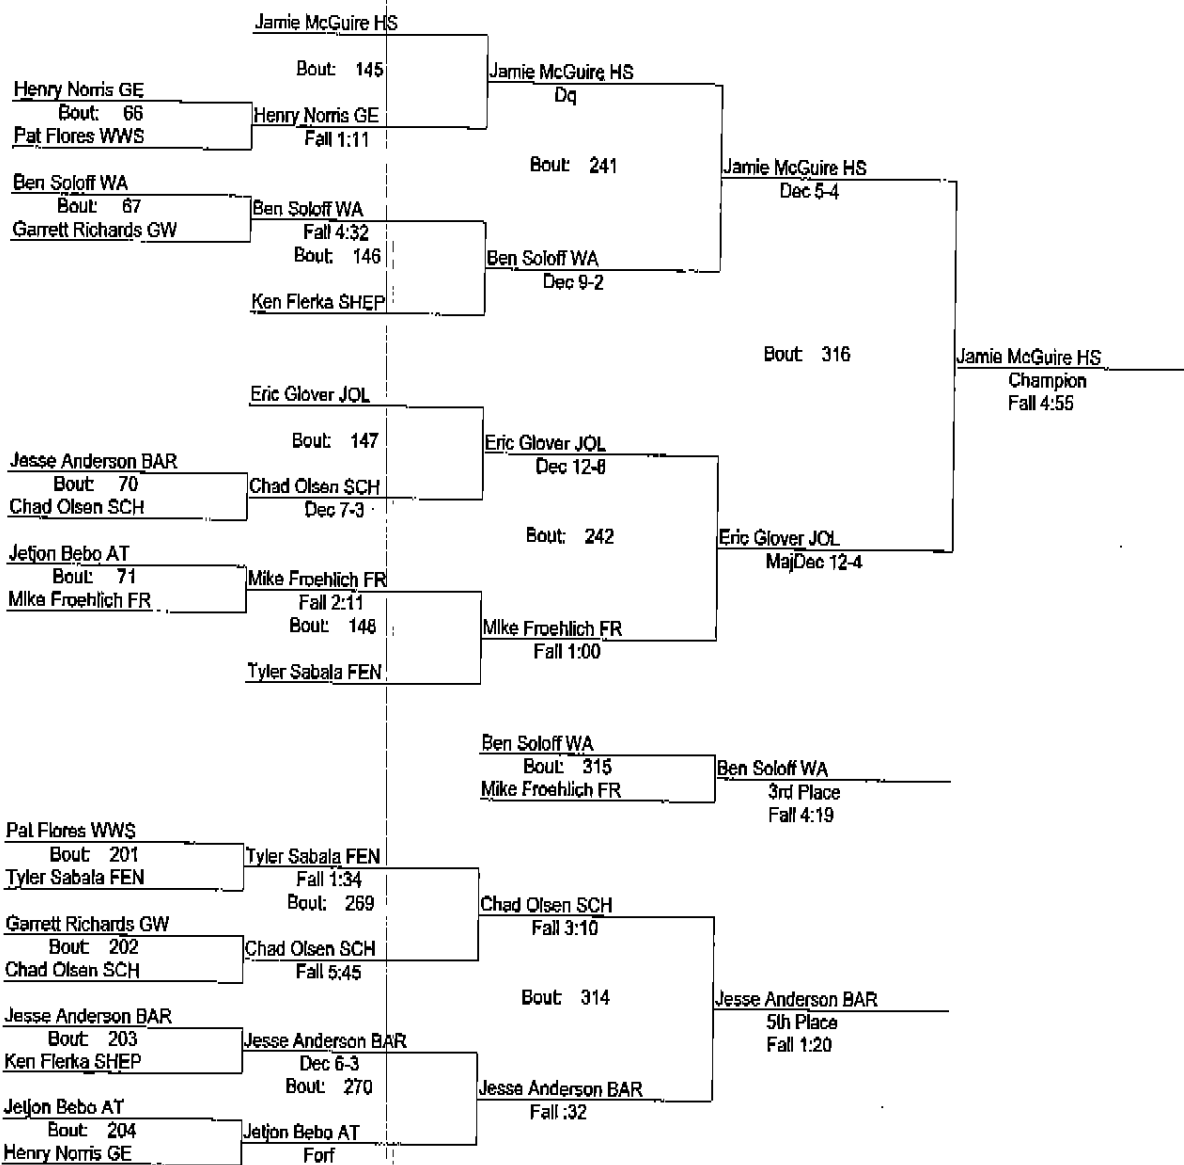 Jamie McGuire HS
Bout: 145
Jamie McGuire HS
Dq
Henry Norris GE
Bout: 66
Pat Flores WWS
Henry Norris GE
Fall 1:11
Bout: 241
Jamie McGuire HS
Dec 5-4
Ben Soloff WA
Bout: 67
Garrett Richards GW
Ben Soloff WA
Fall 4:32
Bout: 146
Ben Soloff WA
Dec 9-2
Ken Flerka SHEP
Bout: 316
Jamie McGuire HS
Champion
Fall 4:55
Eric Glover JOL
Bout: 147
Eric Glover JOL
Dec 12-8
Jesse Anderson BAR
Bout: 70
Chad Olsen SCH
Chad Olsen SCH
Dec 7-3
Bout: 242
Eric Glover JOL
MajDec 12-4
Jetjon Bebo AT
Bout: 71
Mike Froehlich FR
Mike Froehlich FR
Fall 2:11
Bout: 148
Mike Froehlich FR
Fall 1:00
Tyler Sabala FEN
Ben Soloff WA
Bout: 315
Mike Froehlich FR
Ben Soloff WA
3rd Place
Fall 4:19
Pat Flores WWS
Bout: 201
Tyler Sabala FEN
Tyler Sabala FEN
Fall 1:34
Bout: 269
Chad Olsen SCH
Fall 3:10
Garrett Richards GW
Bout: 202
Chad Olsen SCH
Chad Olsen SCH
Fall 5:45
Bout: 314
Jesse Anderson BAR
5th Place
Fall 1:20
Jesse Anderson BAR
Bout: 203
Ken Flerka SHEP
Jesse Anderson BAR
Dec 6-3
Bout: 270
Jesse Anderson BAR
Fall :32
Jetjon Bebo AT
Bout: 204
Henry Norris GE
Jetjon Bebo AT
Forf